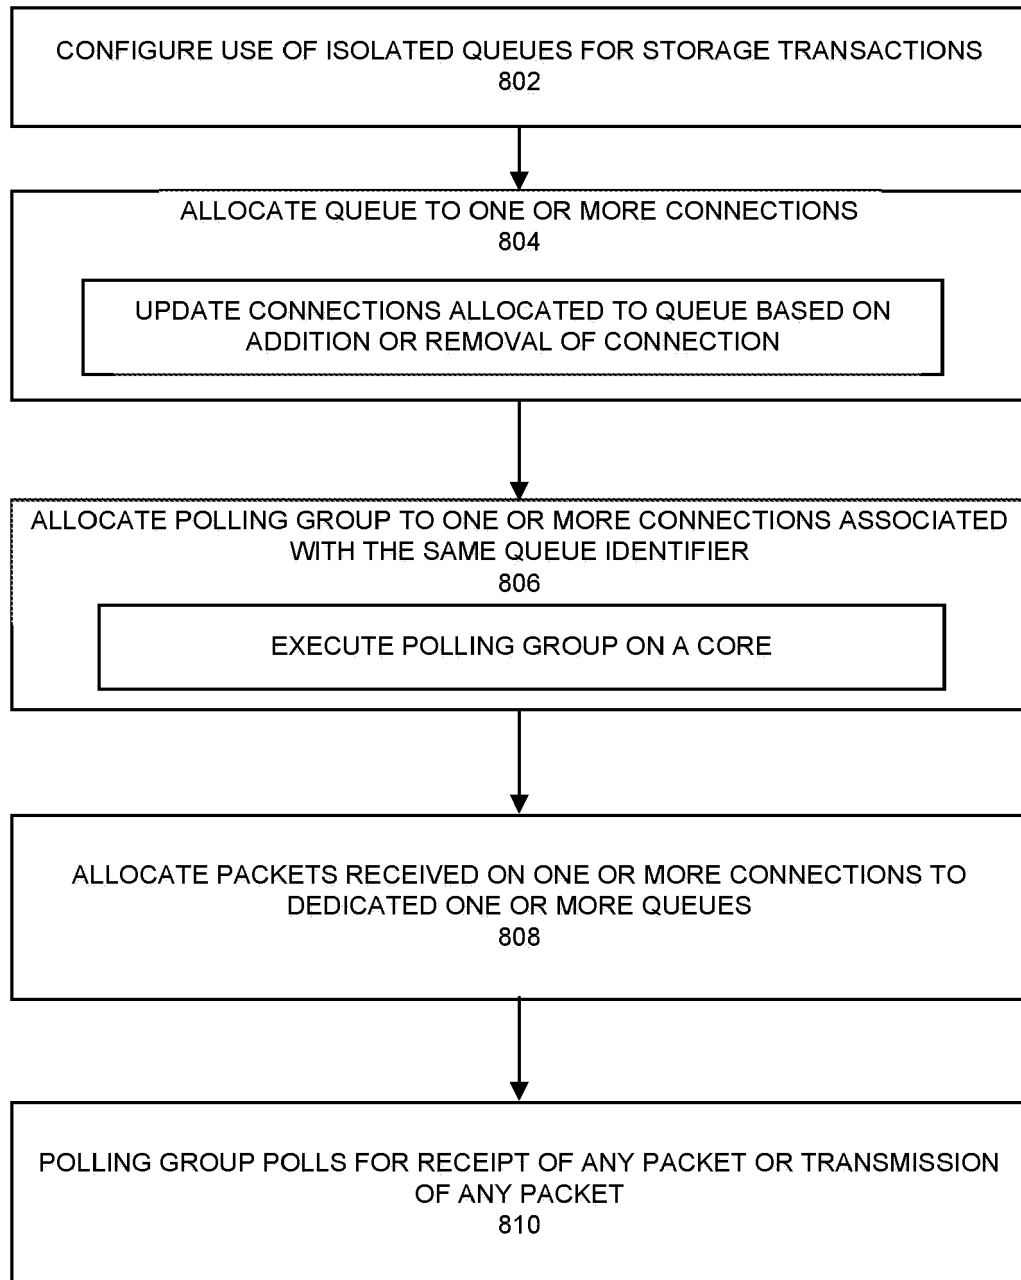 CONFIGURE USE OF ISOLATED QUEUES FOR STORAGE TRANSACTIONS
802
ALLOCATE QUEUE TO ONE OR MORE CONNECTIONS
804
UPDATE CONNECTIONS ALLOCATED TO QUEUE BASED ON
ADDITION OR REMOVAL OF CONNECTION
ALLOCATE POLLING GROUP TO ONE OR MORE CONNECTIONS ASSOCIATED
WITH THE SAME QUEUE IDENTIFIER
806
EXECUTE POLLING GROUP ON A CORE
ALLOCATE PACKETS RECEIVED ON ONE OR MORE CONNECTIONS TO
DEDICATED ONE OR MORE QUEUES
808
POLLING GROUP POLLS FOR RECEIPT OF ANY PACKET OR TRANSMISSION
OF ANY PACKET
810